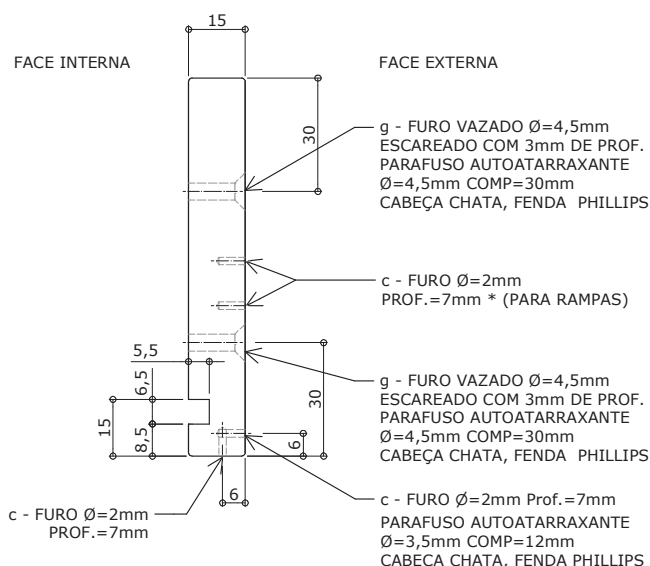 15
FACE INTERNA
FACE EXTERNA
30
g - FURO VAZADO Ø=4,5mm
ESCAREADO COM 3mm DE PROF.
PARAFUSO AUTOATARRAXANTE
Ø=4,5mm COMP=30mm
CABEÇA CHATA, FENDA PHILLIPS
c - FURO Ø=2mm
PROF.=7mm * (PARA RAMPAS)
5,5
6,5
15
8,5
30
6
g - FURO VAZADO Ø=4,5mm
ESCAREADO COM 3mm DE PROF.
PARAFUSO AUTOATARRAXANTE
Ø=4,5mm COMP=30mm
CABEÇA CHATA, FENDA PHILLIPS
6
c - FURO Ø=2mm
PROF.=7mm
c - FURO Ø=2mm Prof.=7mm
PARAFUSO AUTOATARRAXANTE
Ø=3,5mm COMP=12mm
CABEÇA CHATA, FENDA PHILLIPS